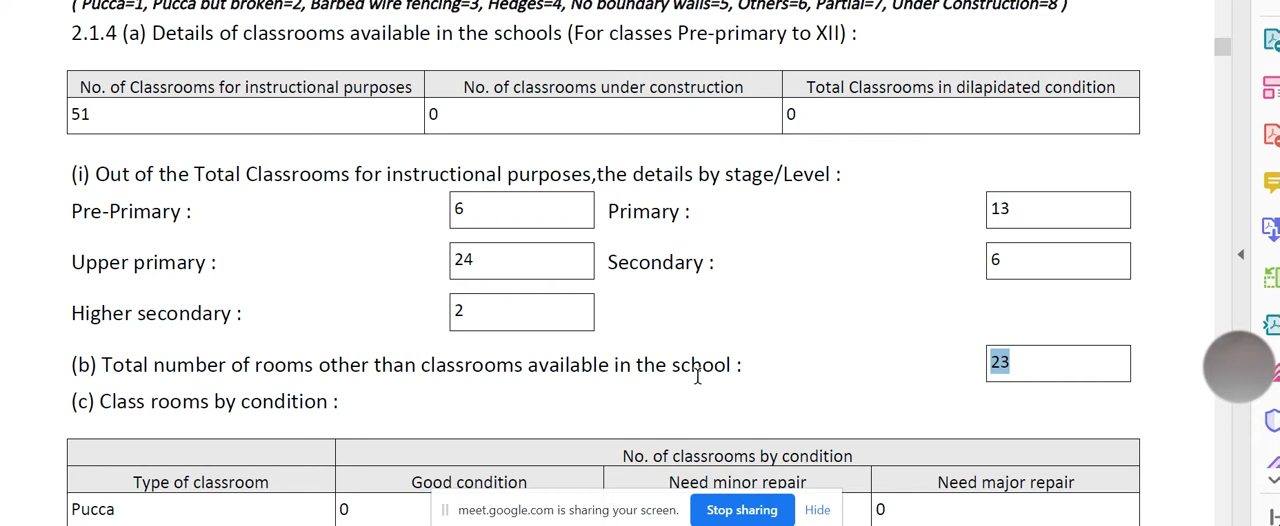 ( Pucca=1, Pucca but broken=2, Barbed wire fencing=3, Hedges=4, No boundary walls=5, Others=6, Partial=7, Under Construction=8 )
2.1.4 (a) Details of classrooms available in the schools (For classes Pre-primary to XII) :
No. of Classrooms for instructional purposes No. of classrooms under construction Total Classrooms in dilapidated condition
51 0 0
(i) Out of the Total Classrooms for instructional purposes,the details by stage/Level :
Pre-Primary : 6 Primary : 13
Upper primary : 24 Secondary : 6
Higher secondary : 2
(b) Total number of rooms other than classrooms available in the school : 23
(c) Class rooms by condition :
No. of classrooms by condition
Type of classroom Good condition Need minor repair Need major repair
Pucca 0 0
meet.google.com is sharing your screen. Stop sharing Hide